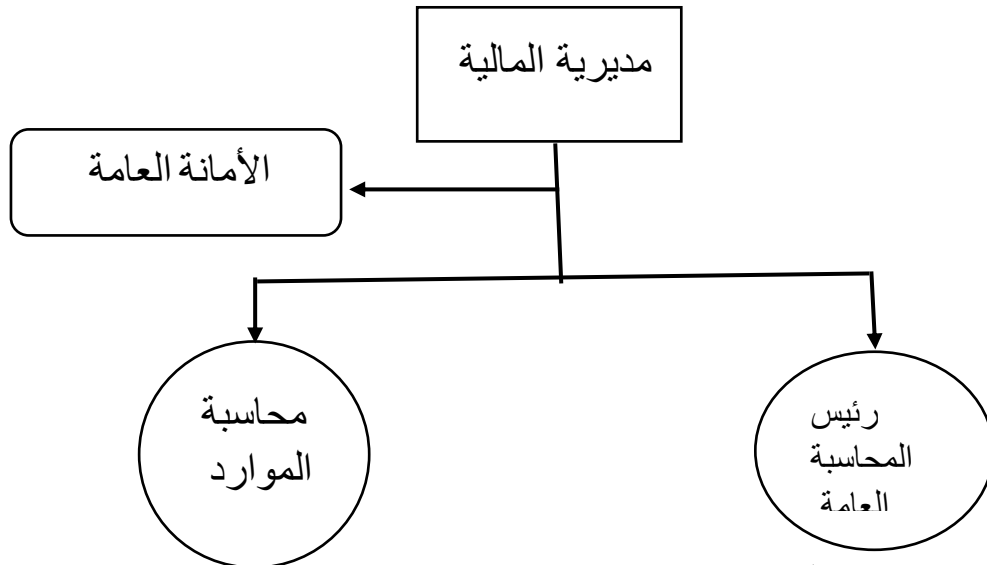 مديرية المالية
الأمانة العامة
رئيس
المحاسبة
العامة
محاسبة
الموارد